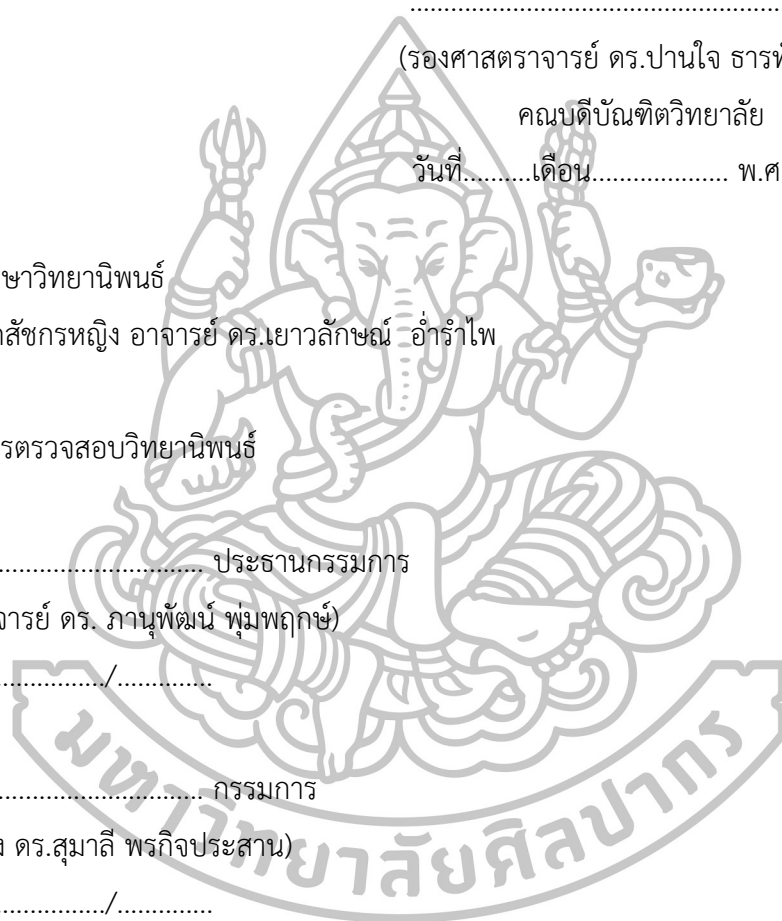 ........................................................
(รองศาสตราจารย์ ดร.ปานใจ
คณบดีบัณฑิตวิทยาลัย
วันที่.........เดือน.................... พ.ศ
ษาวิทยานิพนธ์
สัชกรหญิง อาจารย์ ดร.เยาวลักษณ์ อ่ำรำไพ
รตรวจสอบวิทยานิพนธ์
............................... ประธานกรรมการ
จารย์ ดร. ภานุพัฒน์ พุ่มพฤกษ์)
................/..............
............................... กรรมการ
ง ดร.สุมาลี พรกิจประสาน)
................/..............
มหาวิทยาลัยศิลปากร